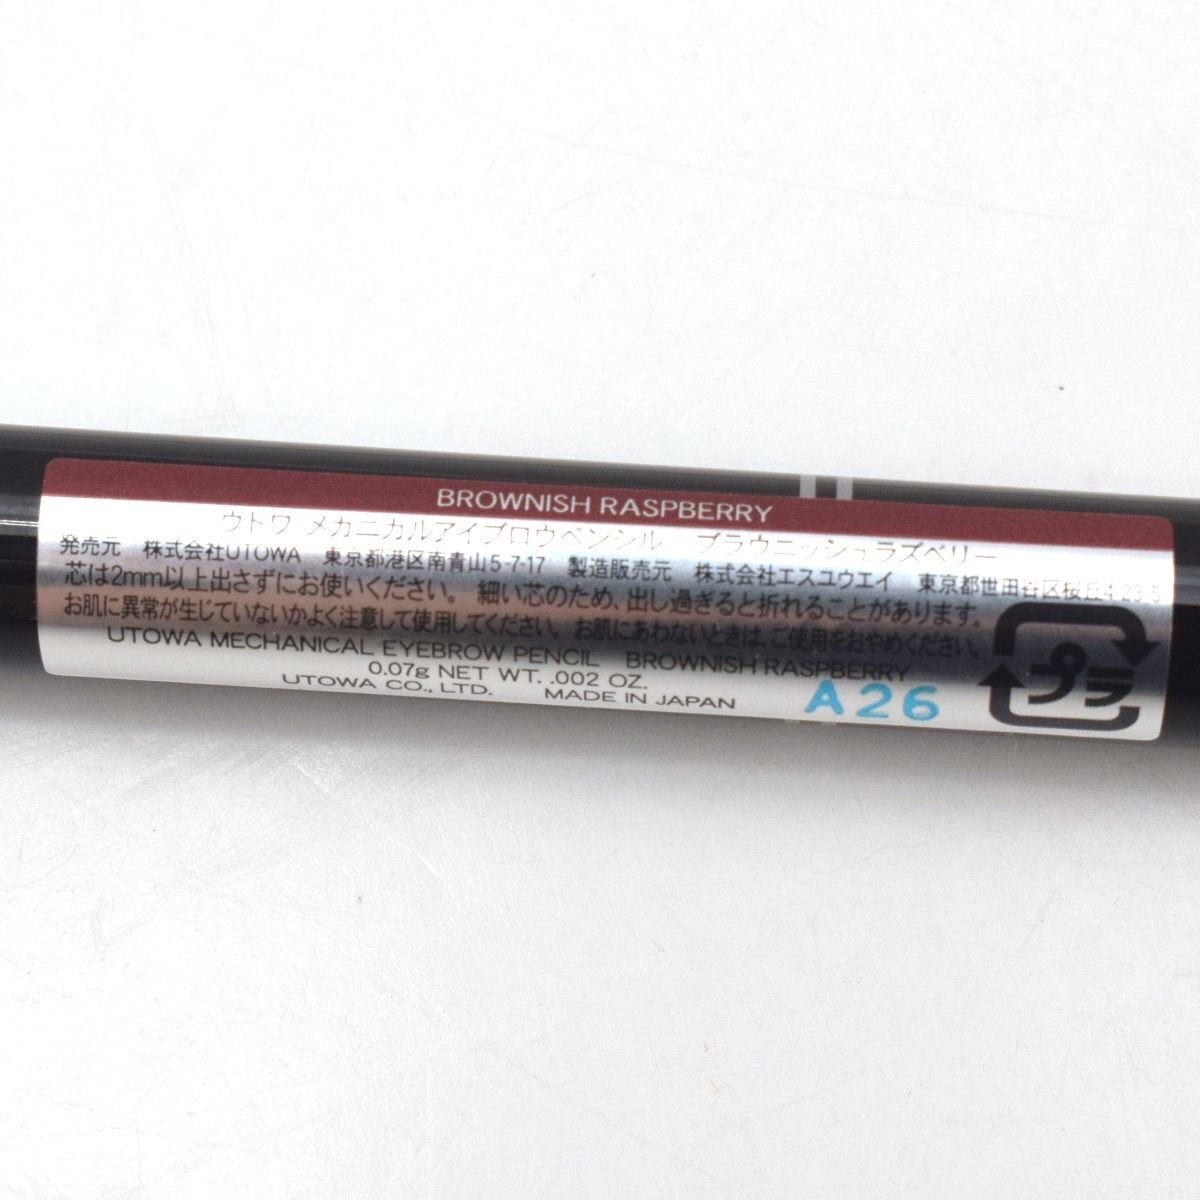 BROWNISH RASPBERRY
ウトワ メカニカルアイブロウペンシル ブラウニッシュラズベリー
発売元 株式会社UTOWA 東京都港区南青山5-7-17 製造販売元 株式会社エスユウエイ 東京都世田谷区桜丘4-23-5
芯は2mm以上出さずにお使いください。 細い芯のため、出し過ぎると折れることがあります。
お肌に異常が生じていないかよく注意して使用してください。お肌にあわないときは、ご使用をおやめください。
UTOWA MECHANICAL EYEBROW PENCIL BROWNISH RASPBERRY
0.07g NET WT. .002 OZ.
UTOWA CO., LTD. MADE IN JAPAN
A26
プラ